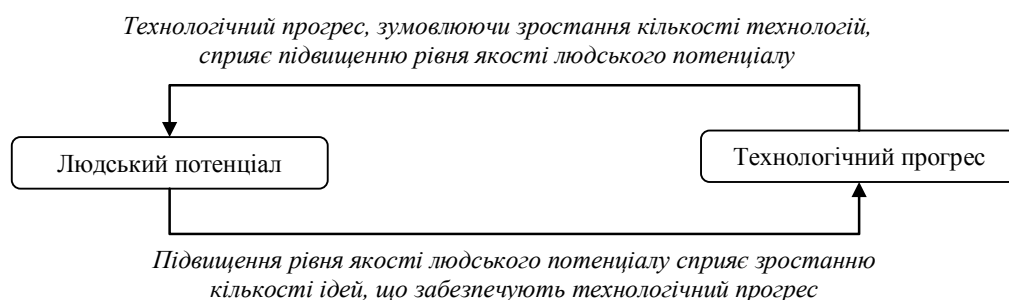 Технологічний прогрес, зумовлюючи зростання кількості технологій,
сприяє підвищенню рівня якості людського потенціалу
Людський потенціал
Технологічний прогрес
Підвищення рівня якості людського потенціалу сприяє зростанню
кількості ідей, що забезпечують технологічний прогрес